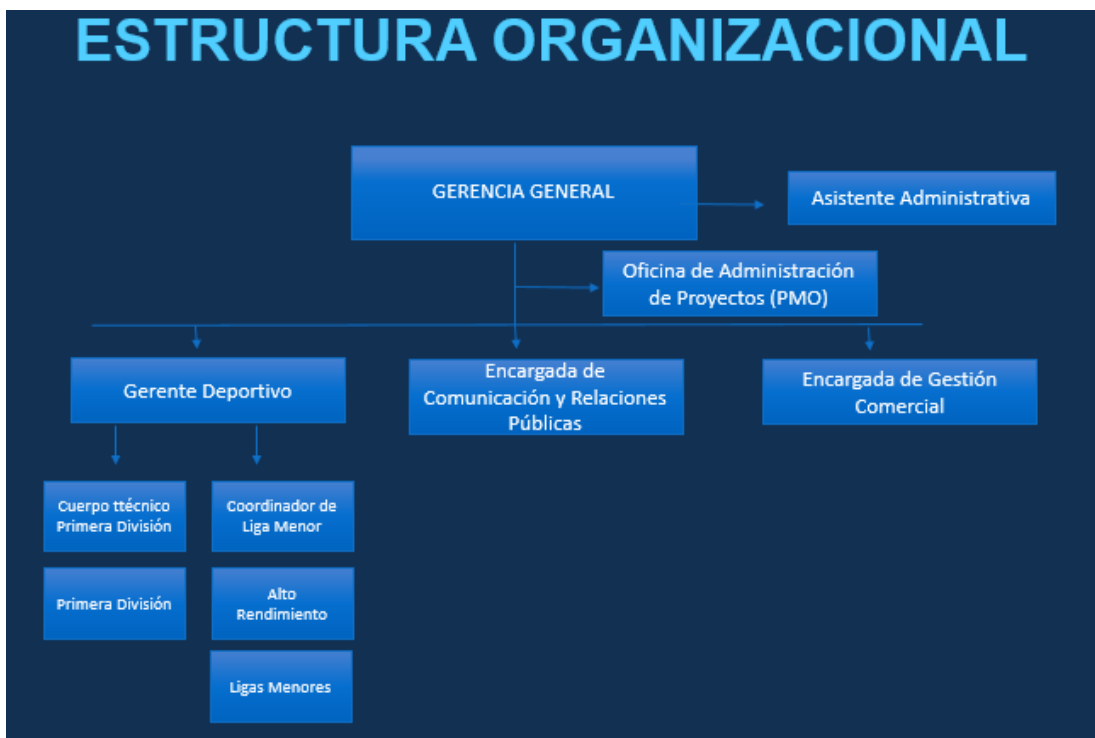 ESTRUCTURA ORGANIZACIONAL
GERENCIA GENERAL
Asistente Administrativa
Oficina de Administración
de Proyectos (PMO)
Gerente Deportivo
Encargada de
Comunicación y Relaciones
Públicas
Encargada de Gestión
Comercial
Cuerpo ttécnico
Primera División
Coordinador de
Liga Menor
Primera División
Alto
Rendimiento
Ligas Menores